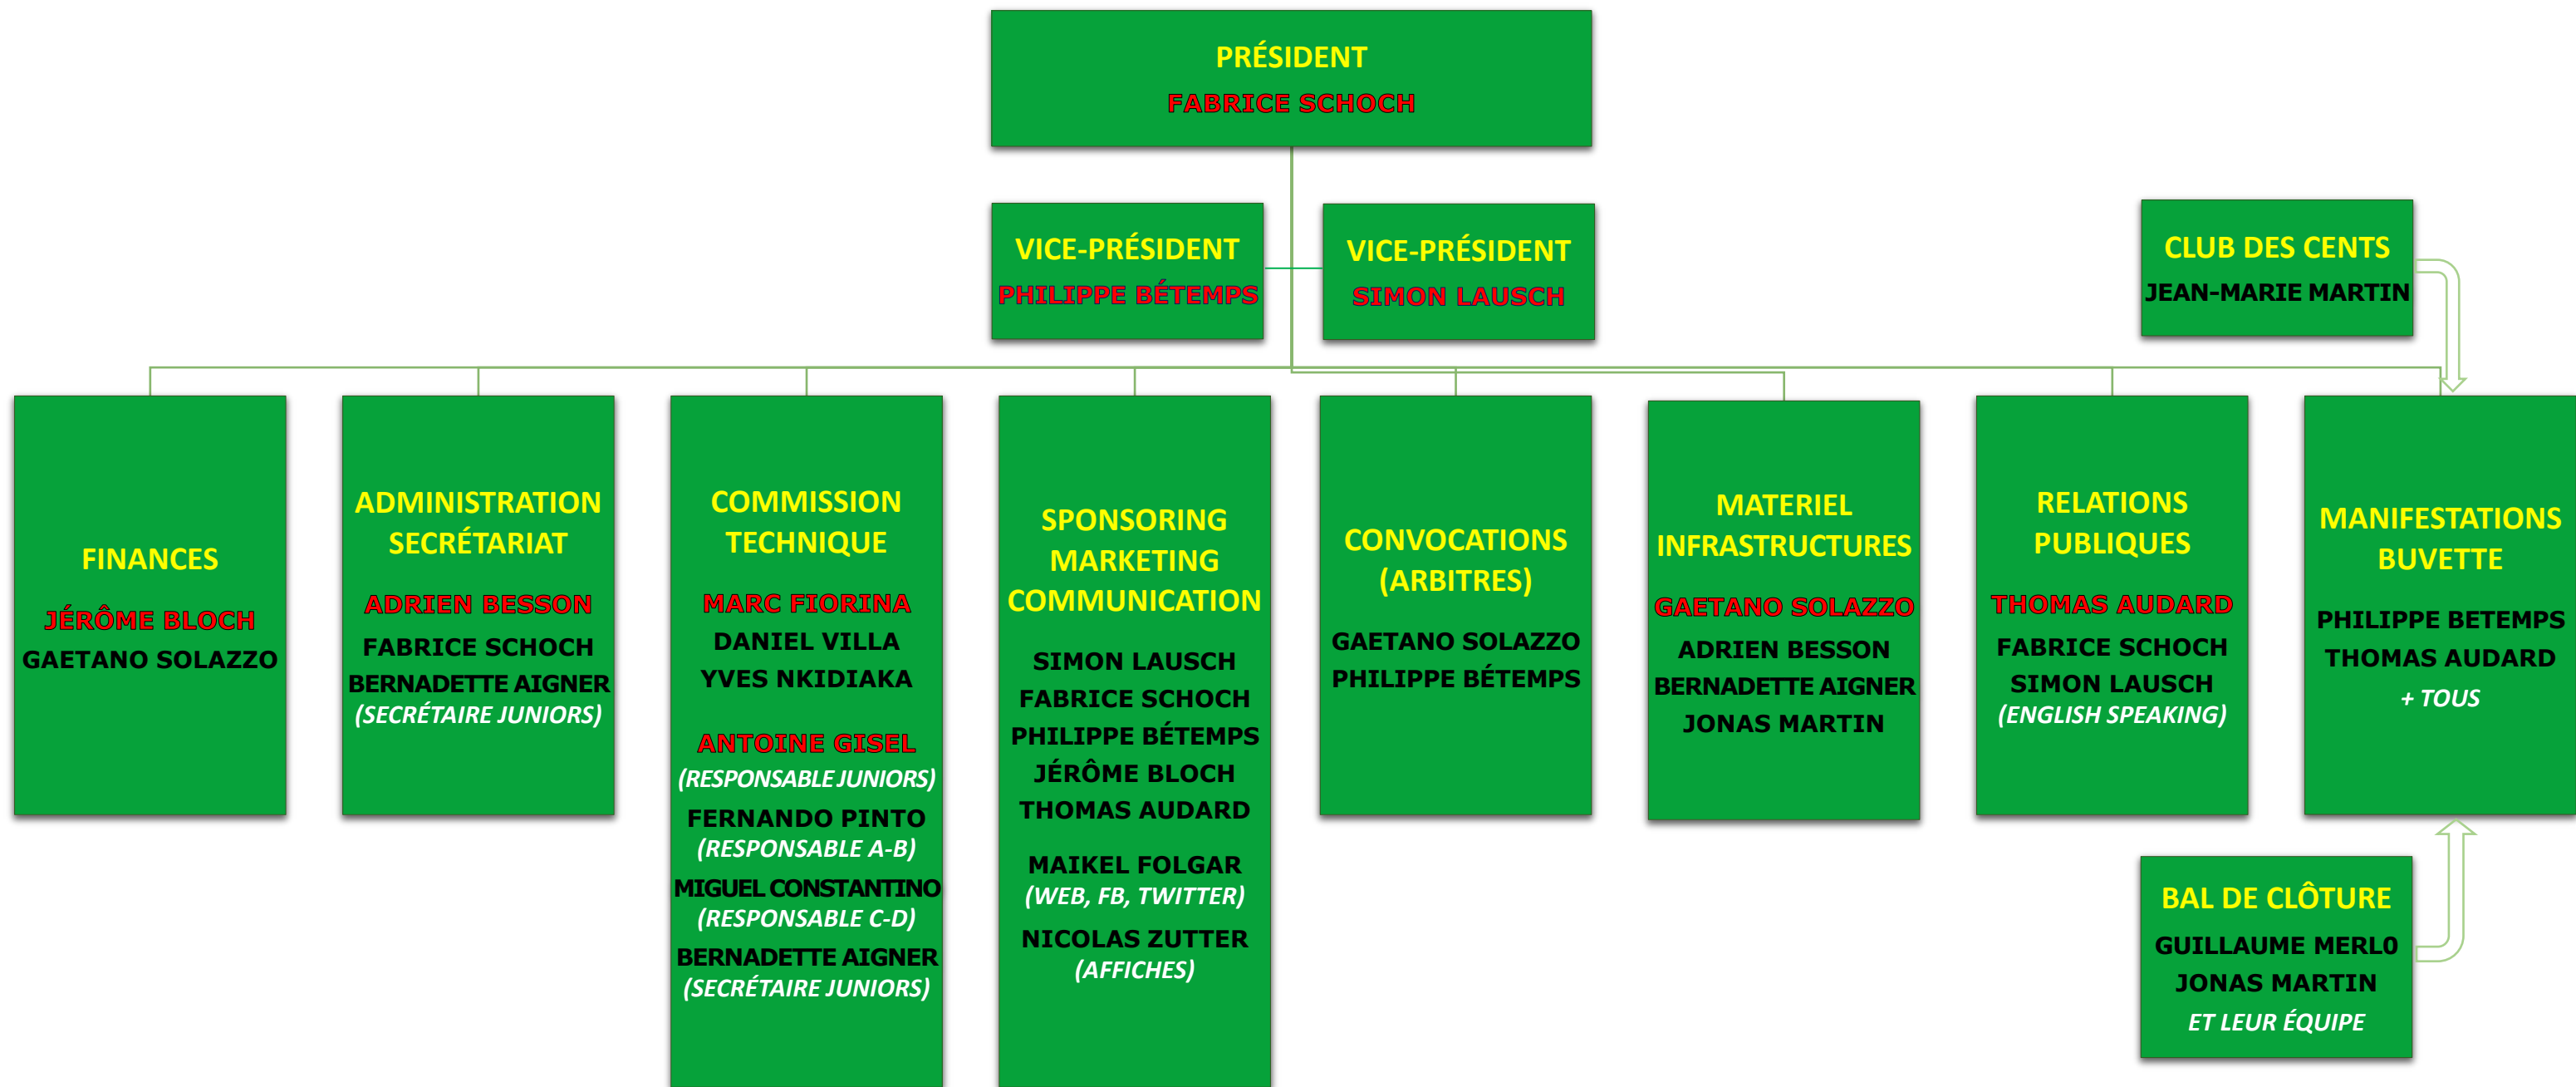 PRÉSIDENT
FABRICE SCHOCH
VICE-PRÉSIDENT
PHILIPPE BÉTEMPS
VICE-PRÉSIDENT
SIMON LAUSCH
CLUB DES CENTS
JEAN-MARIE MARTIN
FINANCES
JÉRÔME BLOCH
GAETANO SOLAZZO
ADMINISTRATION
SECRÉTARIAT
ADRIEN BESSON
FABRICE SCHOCH
BERNADETTE AIGNER
(SECRÉTAIRE JUNIORS)
COMMISSION
TECHNIQUE
MARC FIORINA
DANIEL VILLA
YVES NKIDIAKA
ANTOINE GISEL
(RESPONSABLE JUNIORS)
FERNANDO PINTO
(RESPONSABLE A-B)
MIGUEL CONSTANTINO
(RESPONSABLE C-D)
BERNADETTE AIGNER
(SECRÉTAIRE JUNIORS)
SPONSORING
MARKETING
COMMUNICATION
SIMON LAUSCH
FABRICE SCHOCH
PHILIPPE BÉTEMPS
JÉRÔME BLOCH
THOMAS AUDARD
MAIKEL FOLGAR
(WEB, FB, TWITTER)
NICOLAS ZUTTER
(AFFICHES)
CONVOCATIONS
(ARBITRES)
GAETANO SOLAZZO
PHILIPPE BÉTEMPS
MATERIEL
INFRASTRUCTURES
GAETANO SOLAZZO
ADRIEN BESSON
BERNADETTE AIGNER
JONAS MARTIN
RELATIONS
PUBLIQUES
THOMAS AUDARD
FABRICE SCHOCH
SIMON LAUSCH
(ENGLISH SPEAKING)
MANIFESTATIONS
BUVETTE
PHILIPPE BETEMPS
THOMAS AUDARD
+ TOUS
BAL DE CLÔTURE
GUILLAUME MERL0
JONAS MARTIN
ET LEUR ÉQUIPE